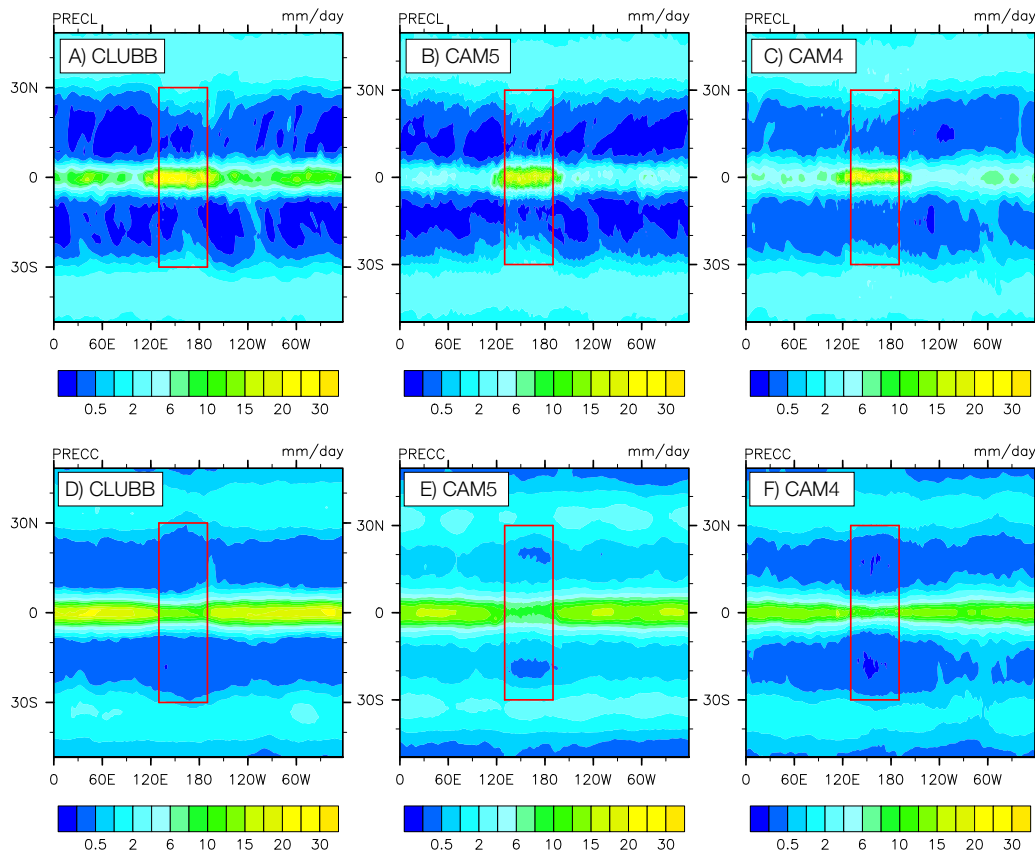 PRECL mm/day PRECL mm/day PRECL mm/day
A) CLUBB B) CAM5 C) CAM4
30N 30N 30N
0 0 0
30S 30S 30S
0 60E 120E 180 120W 60W 0 60E 120E 180 120W 60W 0 60E 120E 180 120W 60W
0.5 2 6 10 15 20 30 0.5 2 6 10 15 20 30 0.5 2 6 10 15 20 30
PRECC mm/day PRECC mm/day PRECC mm/day
D) CLUBB E) CAM5 F) CAM4
30N 30N 30N
0 0 0
30S 30S 30S
0 60E 120E 180 120W 60W 0 60E 120E 180 120W 60W 0 60E 120E 180 120W 60W
0.5 2 6 10 15 20 30 0.5 2 6 10 15 20 30 0.5 2 6 10 15 20 30